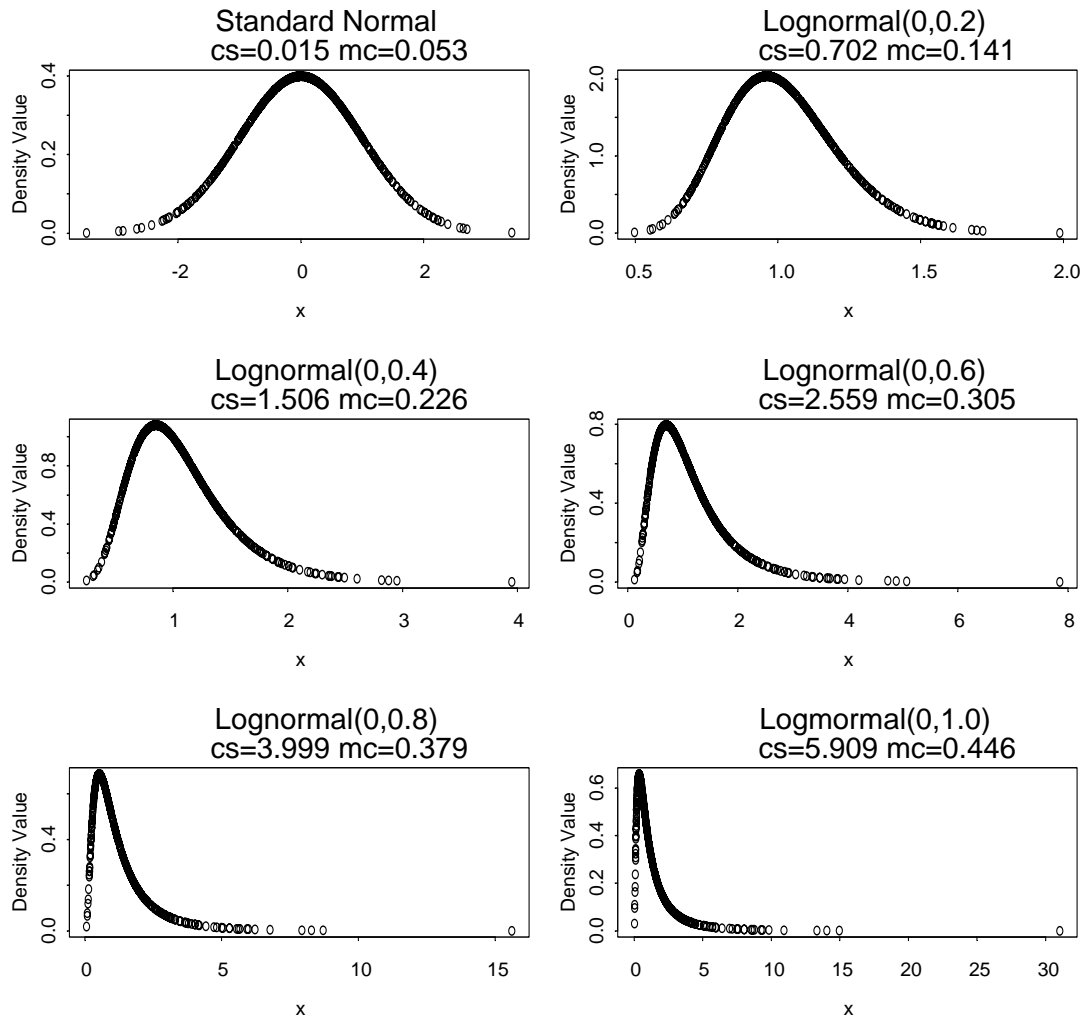 Standard Normal
cs=0.015 mc=0.053
Density Value
0.0
0.2
0.4
-2
0
2
x
Lognormal(0,0.2)
cs=0.702 mc=0.141
Density Value
0.0
1.0
2.0
0.5
1.0
1.5
2.0
x
Lognormal(0,0.4)
cs=1.506 mc=0.226
Density Value
0.0
0.4
0.8
1
2
3
4
x
Lognormal(0,0.6)
cs=2.559 mc=0.305
Density Value
0.0
0.4
0.8
0
2
4
6
8
x
Lognormal(0,0.8)
cs=3.999 mc=0.379
Density Value
0.0
0.4
0
5
10
15
x
Logmormal(0,1.0)
cs=5.909 mc=0.446
Density Value
0.0
0.2
0.4
0.6
0
5
10
15
20
25
30
x